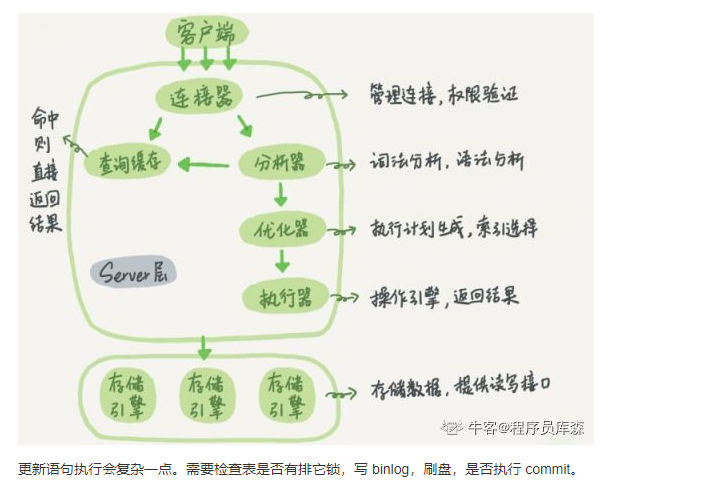 客户端
连接器
管理连接，权限验证
命中
则
直接
返回
结果
查询缓存
分析器
词法分析，语法分析
优化器
执行计划生成，索引选择
Server层
执行器
操作引擎，返回结果
存储
引擎
存储
引擎
存储
引擎
存储数据，提供读写接口
牛客@程序员库森
更新语句执行会复杂一点。需要检查表是否有排它锁，写 binlog，刷盘，是否执行 commit。